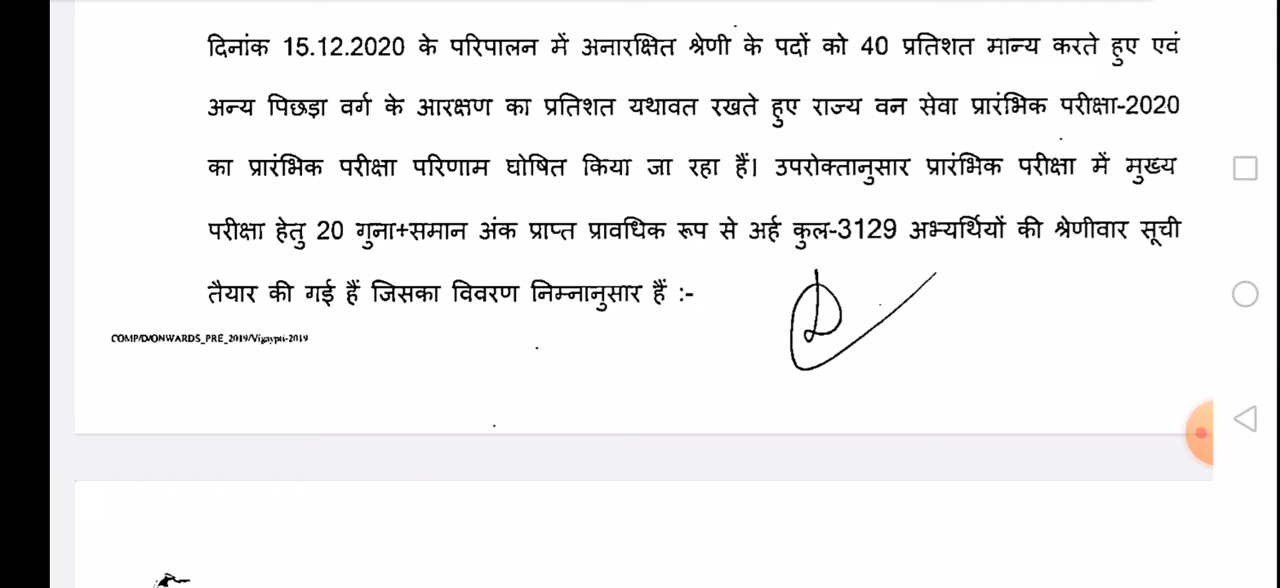 दिनांक 15.12.2020 के परिपालन में अनारक्षित श्रेणी के पदों को 40 प्रतिशत मान्य करते हुए एवं
अन्य पिछड़ा वर्ग के आरक्षण का प्रतिशत यथावत रखते हुए राज्य वन सेवा प्रारंभिक परीक्षा-2020
का प्रारंभिक परीक्षा परिणाम घोषित किया जा रहा हैं। उपरोक्तानुसार प्रारंभिक परीक्षा में मुख्य
परीक्षा हेतु 20 गुना+समान अंक प्राप्त प्रावधिक रूप से अर्ह कुल-3129 अभ्यर्थियों की श्रेणीवार सूची
तैयार की गई हैं जिसका विवरण निम्नानुसार हैं :-
COMP/D/ONWARDS_PRE_2019/Vigaypti-2019